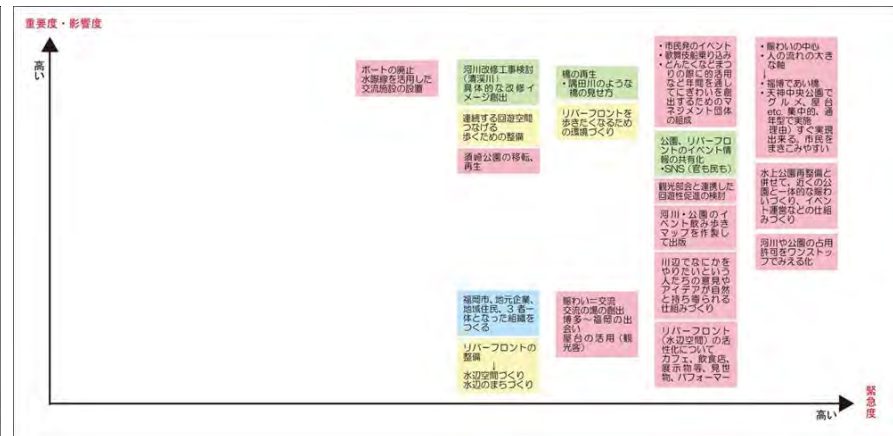 重要度・影響度
高い
ボートの廃止
水際線を活用した
交流施設の設置
河川改修工事検討
(清渓川)
具体的な改修イ
メージ創出
連続する回遊空間
つなげる
歩くための整備
須崎公園の移転、
再生
橋の再生
・隅田川のような
橋の見せ方
リバーフロントを
歩きたくなるため
の環境づくり
・市民発のイベント
・歌舞伎船乗り込み
・どんたくなどまつ
りの際に的活用
など年間を通し
てにぎわいを創
出するためのマ
ネジメント団体
の組成
公園、リバーフロ
ントのイベント情
報の共有化
・SNS(官も民も)
観光部会と連携した
回遊性促進の検討
河川・公園のイ
ベント飲み歩き
マップを作製し
て出版
川辺でなにかを
やりたいという
人たちの意見や
アイデアが自然
と持ち寄られる
仕組みづくり
リバーフロント
(水辺空間)の活
性化について
カフェ、飲食店、
展示物等、見世
物、パフォーマー
・賑わいの中心
・人の流れの大き
な軸
↓
・福博であい橋
・天神中央公園で
グルメ、屋台
etc. 集中的、通
年型で実施
理由)すぐ実現
出来る。市民を
まきこみやすい
水上公園再整備と
併せて、近くの公
園と一体的な賑わ
いづくり、イベン
ト運営などの仕組
みづくり
河川や公園の占用
許可をワンストッ
プでみえる化
福岡市、地元企業、
地域住民、3者一
体となった組織を
つくる
リバーフロントの
整備
↓
水辺空間づくり
水辺のまちづくり
賑わい=交流
交流の場の創出
博多〜福岡の出
会い
屋台の活用(観
光客)
高い
緊急度